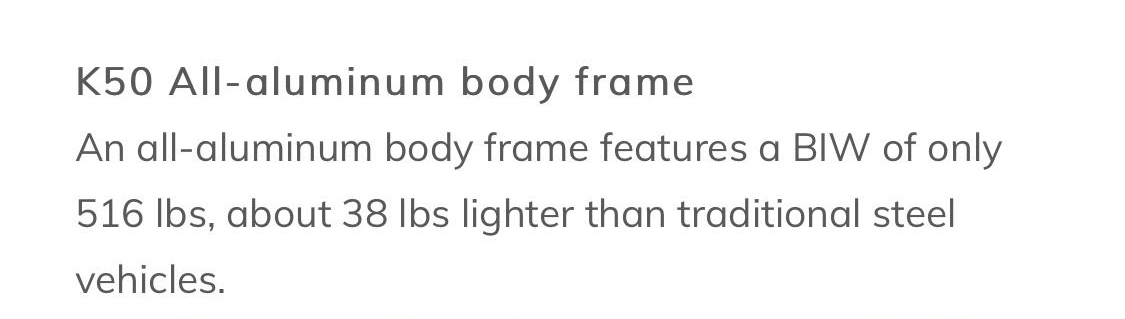 K50 All-aluminum body frame
An all-aluminum body frame features a BIW of only
516 lbs, about 38 lbs lighter than traditional steel
vehicles.